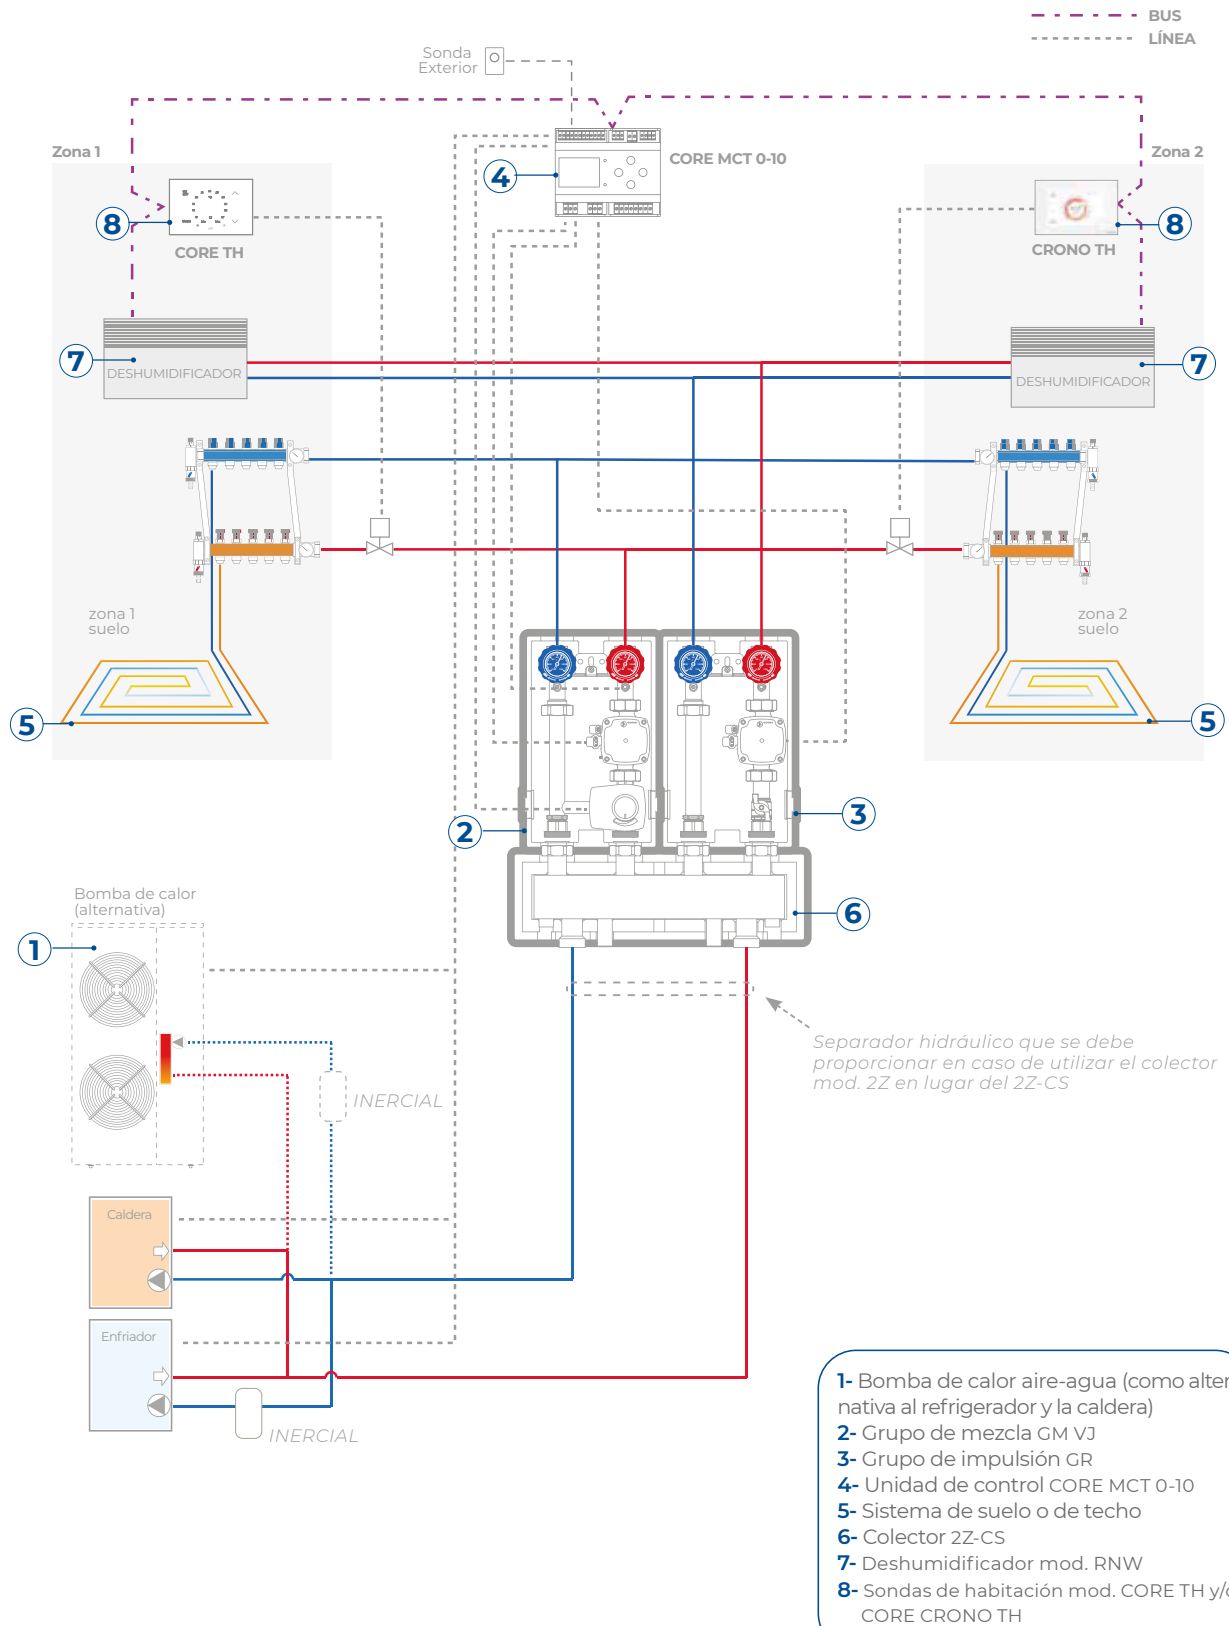 BUS
LÍNEA
Sonda
Exterior
Zona 1
CORE MCT 0-10
Zona 2
4
8
CORE TH
8
CRONO TH
7
DESHUMIDIFICADOR
7
DESHUMIDIFICADOR
zona 1
suelo
zona 2
suelo
5
5
2
3
6
Bomba de calor
(alternativa)
1
Separador hidráulico que se debe
proporcionar en caso de utilizar el colector
mod. 2Z en lugar del 2Z-CS
INERCIAL
Caldera
Enfriador
INERCIAL
1- Bomba de calor aire-agua (como alter
nativa al refrigerador y la caldera)
2- Grupo de mezcla GM VJ
3- Grupo de impulsión GR
4- Unidad de control CORE MCT 0-10
5- Sistema de suelo o de techo
6- Colector 2Z-CS
7- Deshumidificador mod. RNW
8- Sondas de habitación mod. CORE TH y/o
CORE CRONO TH